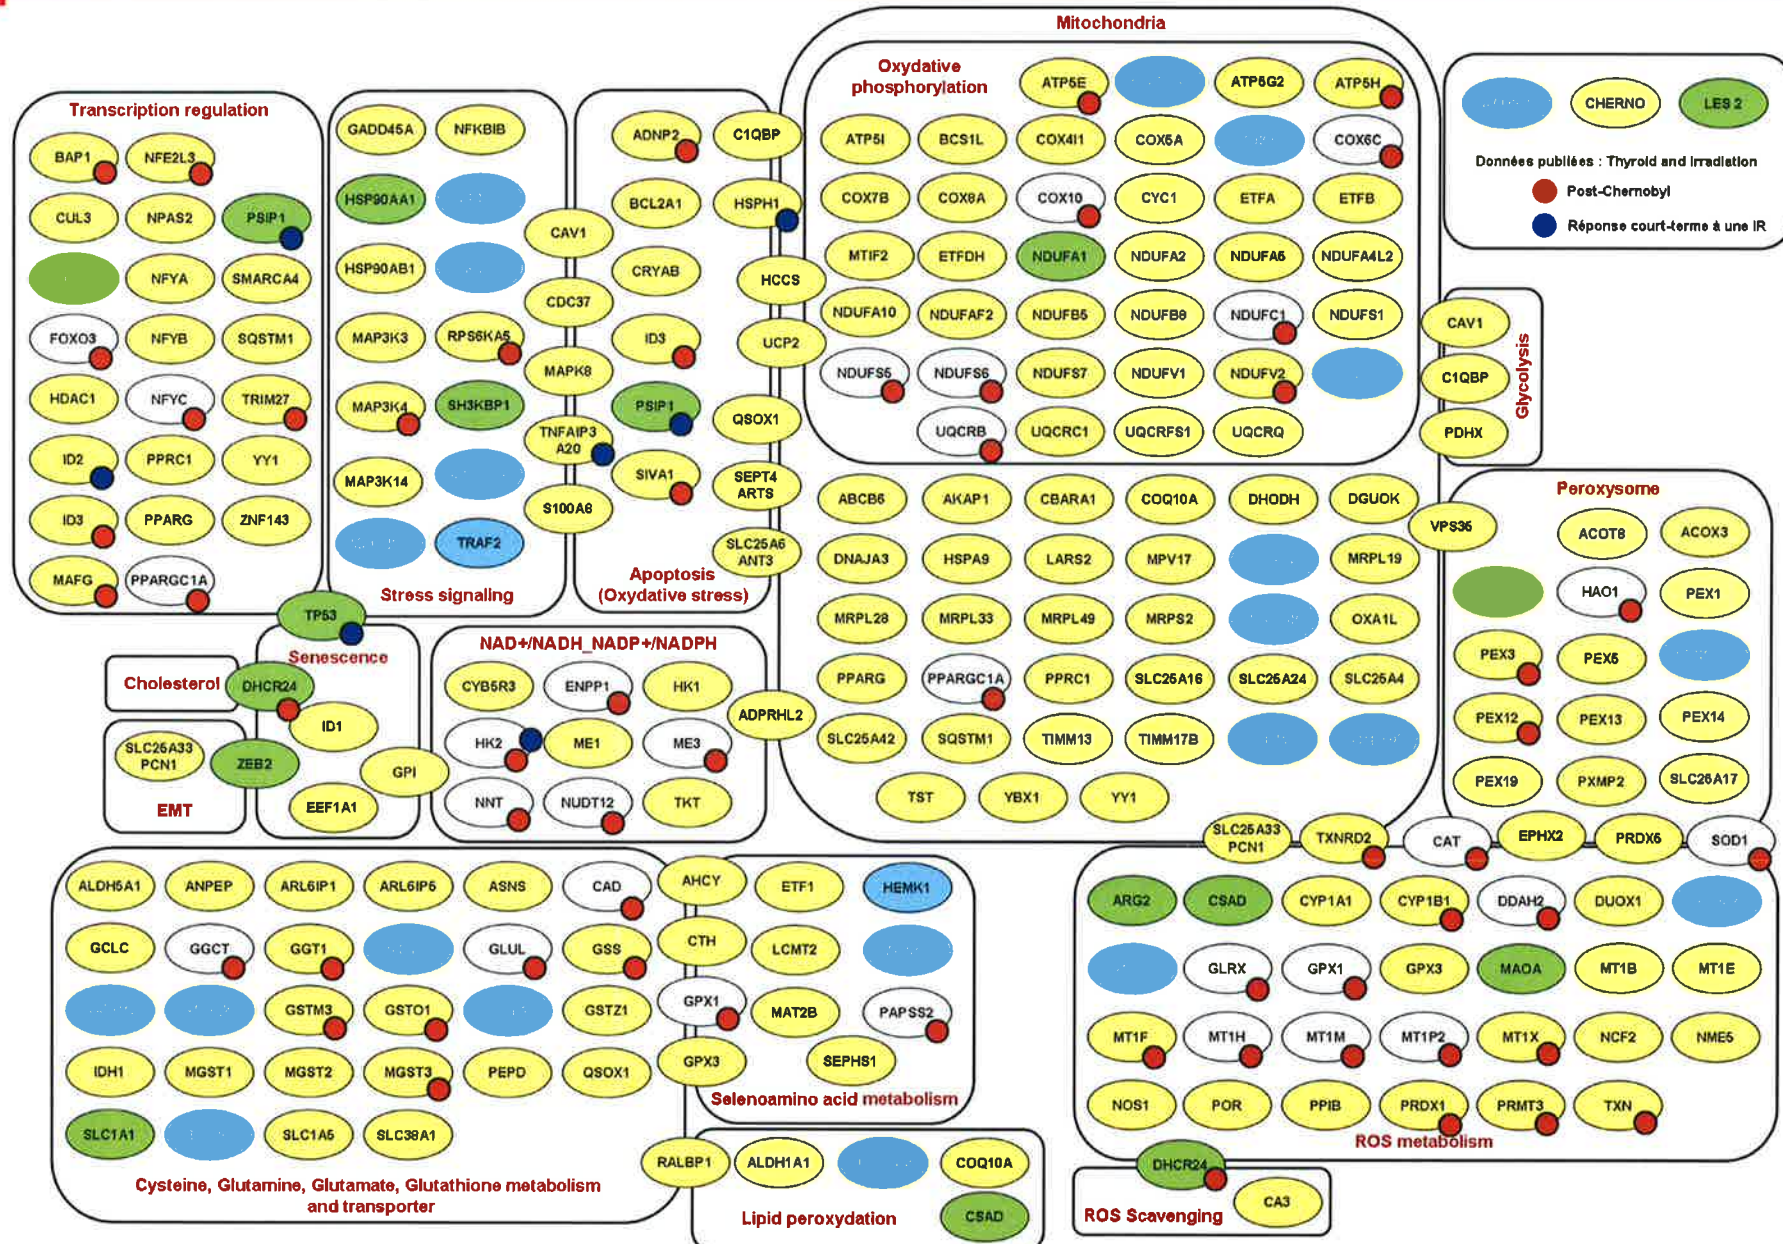 Mitochondria
Oxydative
phosphorylation
ATP5E
ATP5G2
ATP5H
ATP5I
BCS1L
COX4I1
COX5A
COX6C
COX7B
COX8A
COX10
CYC1
ETFA
ETFB
MTIF2
ETFDH
NDUFA1
NDUFA2
NDUFA5
NDUFA4L2
NDUFA10
NDUFAF2
NDUFB5
NDUFB8
NDUFC1
NDUFS1
NDUFS5
NDUFS6
NDUFS7
NDUFV1
NDUFV2
UQCRB
UQCRC1
UQCRFS1
UQCRQ
CHERNO
LES 2
Données publiées : Thyroid and irradiation
Post-Chernobyl
Réponse court-terme à une IR
Transcription regulation
BAP1
NFE2L3
CUL3
NPAS2
PSIP1
NFYA
SMARCA4
FOXO3
NFYB
SQSTM1
HDAC1
NFYC
TRIM27
ID2
PPRC1
YY1
ID3
PPARG
ZNF143
MAFG
PPARGC1A
GADD45A
NFKBIB
HSP90AA1
HSP90AB1
MAP3K3
RPS6KA5
MAP3K4
SH3KBP1
MAP3K14
TRAF2
Stress signaling
CAV1
CDC37
MAPK8
TNFAIP3
A20
S100A6
ADNP2
C1QBP
BCL2A1
HSPH1
CRYAB
HCCS
ID3
UCP2
PSIP1
QSOX1
SIVA1
SEPT4
ARTS
SLC25A6
ANT3
Apoptosis
(Oxydative stress)
CAV1
C1QBP
PDHX
Glycolysis
ABCB6
AKAP1
CBARA1
COQ10A
DHODH
DGUOK
DNAJA3
HSPA9
LARS2
MPV17
MRPL19
MRPL28
MRPL33
MRPL49
MRPS2
OXA1L
PPARG
PPARGC1A
PPRC1
SLC25A16
SLC25A24
SLC25A4
SLC25A42
SQSTM1
TIMM13
TIMM17B
TST
YBX1
YY1
VPS35
Peroxysome
ACOT8
ACOX3
HAO1
PEX1
PEX3
PEX5
PEX12
PEX13
PEX14
PEX19
PXMP2
SLC25A17
TP53
Senescence
Cholesterol
DHCR24
ID1
SLC25A33
PCN1
ZEB2
GPI
EMT
EEF1A1
NAD+/NADH_NADP+/NADPH
CYB5R3
ENPP1
HK1
HK2
ME1
ME3
NNT
NUDT12
TKT
ADPRHL2
SLC25A33
PCN1
TXNRD2
CAT
EPHX2
PRDX5
SOD1
ALDH5A1
ANPEP
ARL6IP1
ARL6IP5
ASNS
CAD
GCLC
GGCT
GGT1
GLUL
GSS
GSTM3
GSTO1
GSTZ1
IDH1
MGST1
MGST2
MGST3
PEPD
QSOX1
SLC1A1
SLC1A5
SLC38A1
Cysteine, Glutamine, Glutamate, Glutathione metabolism
and transporter
AHCY
CTH
GPX1
GPX3
ETF1
HEMK1
LCMT2
MAT2B
PAPSS2
SEPHS1
Selenoamino acid metabolism
RALBP1
ALDH1A1
COQ10A
Lipid peroxydation
CSAD
ARG2
CSAD
CYP1A1
CYP1B1
DDAH2
DUOX1
GLRX
GPX1
GPX3
MAOA
MT1B
MT1E
MT1F
MT1H
MT1M
MT1P2
MT1X
NCF2
NME5
NOS1
POR
PPIB
PRDX1
PRMT3
TXN
ROS metabolism
DHCR24
ROS Scavenging
CA3